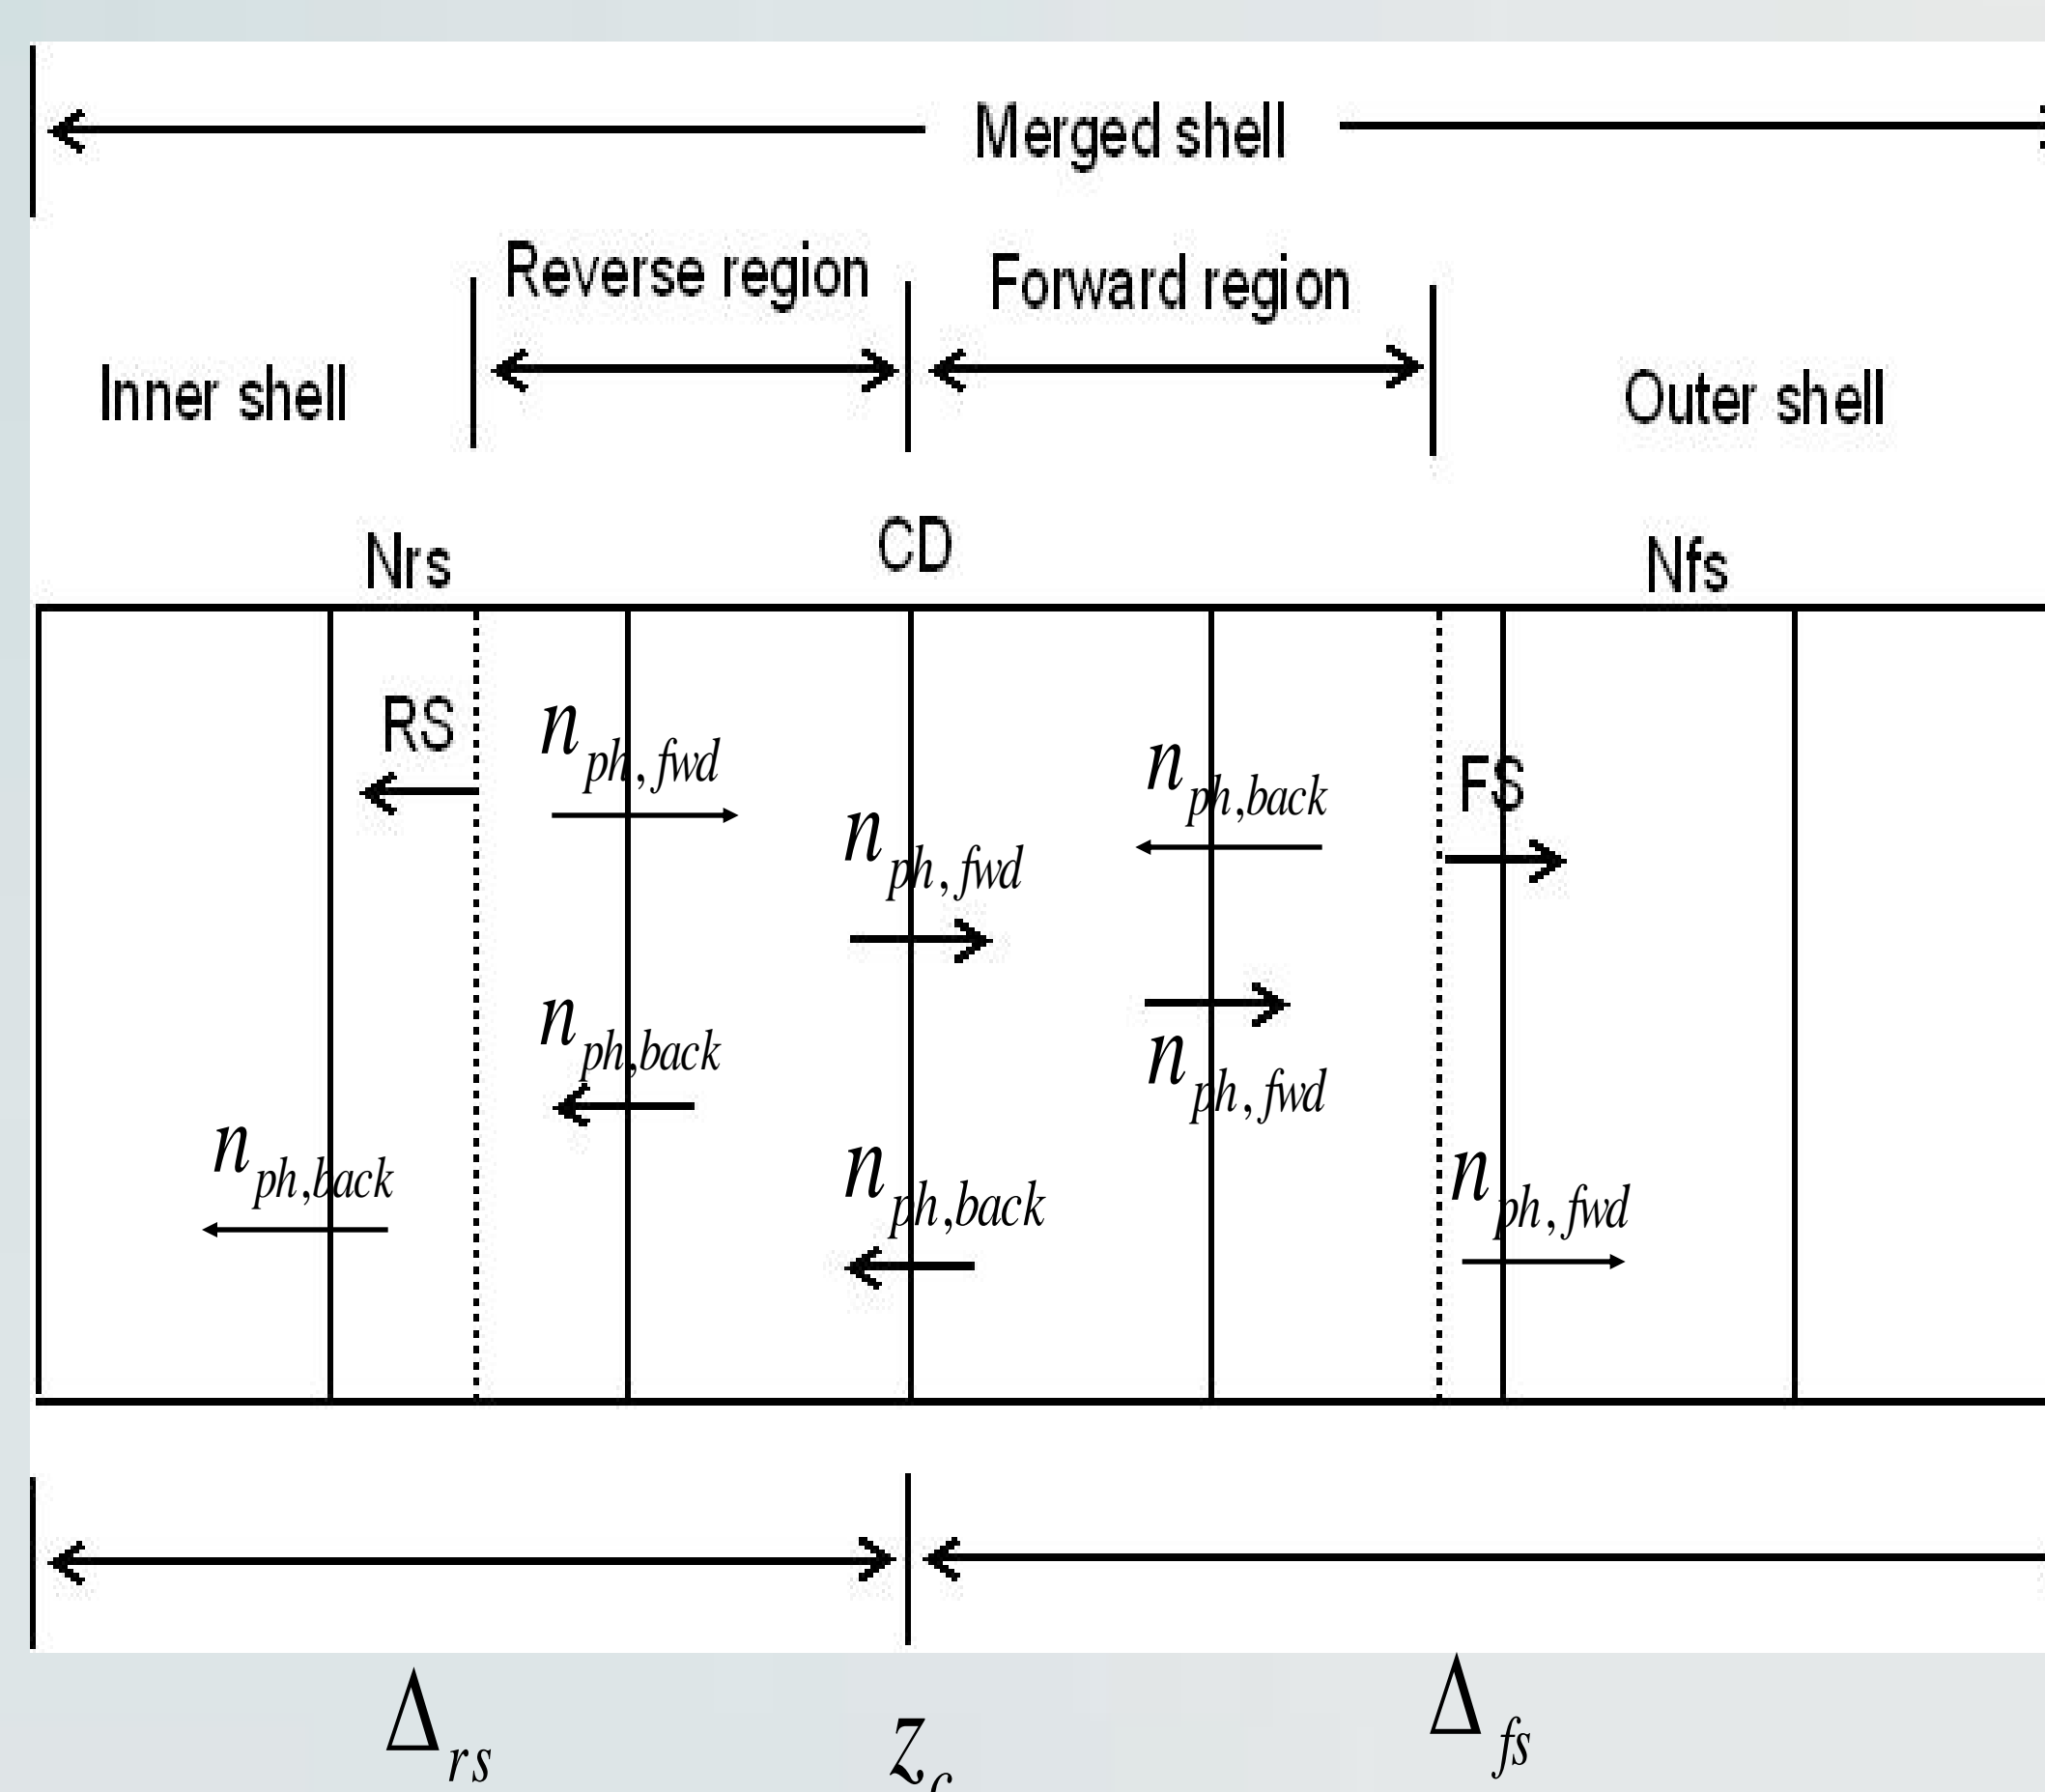 Merged shell
Reverse region
Forward region
Inner shell
Outer shell
Nrs
CD
Nfs
RS
n ph, fwd
n ph, fwd
n ph,back
FS
n ph,back
n ph, fwd
n ph,back
n ph,back
n ph, fwd
Δ rs
z c
Δ fs